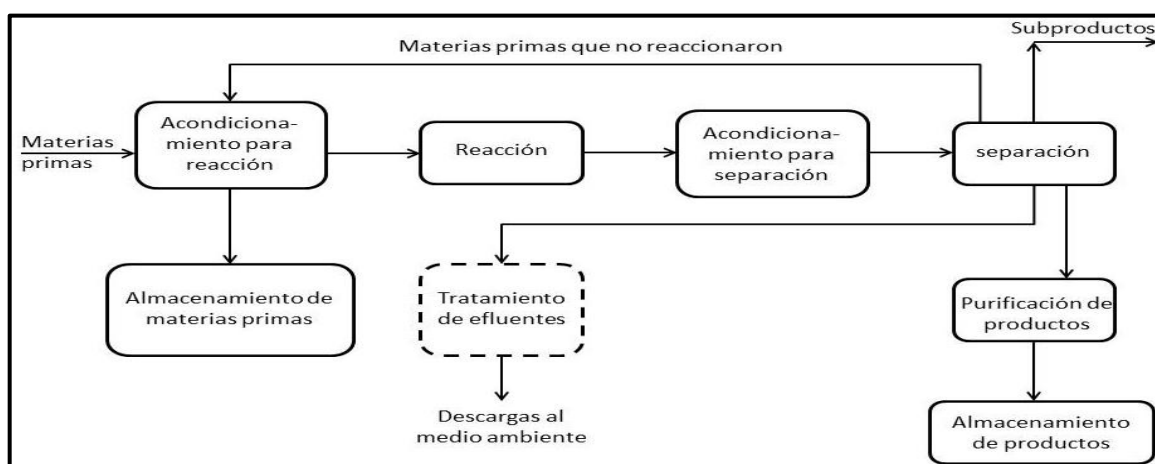 Subproductos
Materias primas que no reaccionaron
Materias
primas
Acondiciona-
miento para
reacción
Reacción
Acondiciona-
miento para
separación
separación
Almacenamiento de
materias primas
Tratamiento
de efluentes
Purificación de
productos
Descargas al
medio ambiente
Almacenamiento
de productos